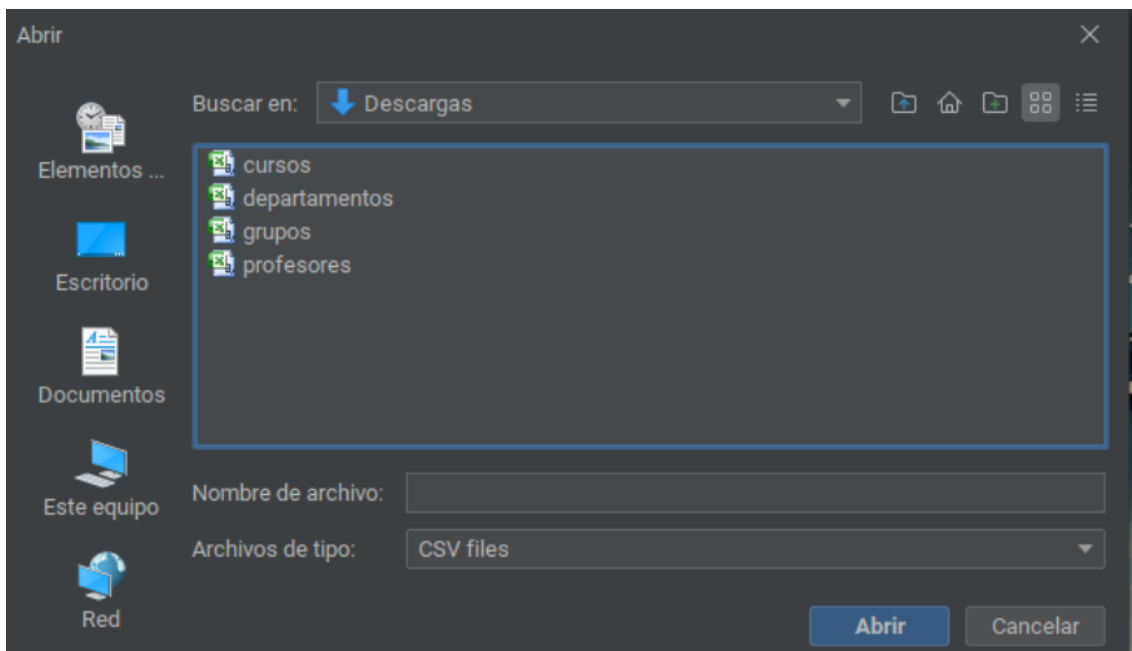 Abrir
Buscar en: Descargas
Elementos ...
Escritorio
Documentos
Este equipo
Red
cursos
departamentos
grupos
profesores
Nombre de archivo:
Archivos de tipo: CSV files
Abrir Cancelar